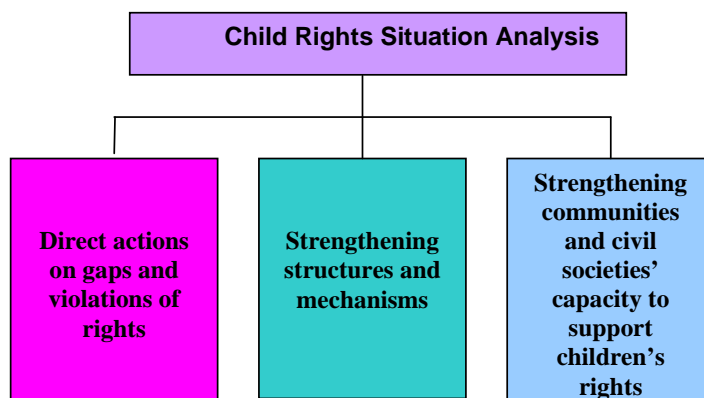 Child Rights Situation Analysis
Direct actions
on gaps and
violations of
rights
Strengthening
structures and
mechanisms
Strengthening
communities
and civil
societies’
capacity to
support
children’s
rights